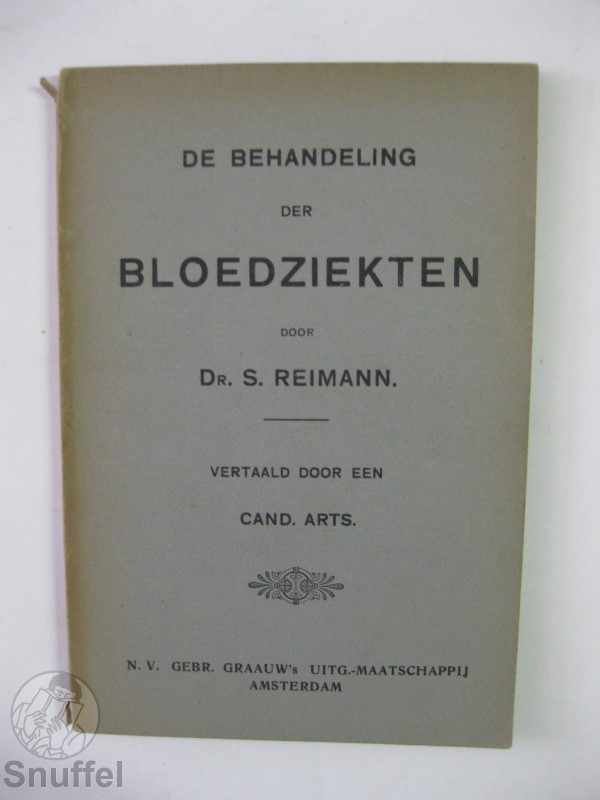 DE BEHANDELING
DER
BLOEDZIEKTEN
DOOR
DR. S. REIMANN.
VERTAALD DOOR EEN
CAND. ARTS.
N. V. GEBR. GRAAUW's UITG.-MAATSCHAPPIJ
AMSTERDAM
Snuffel